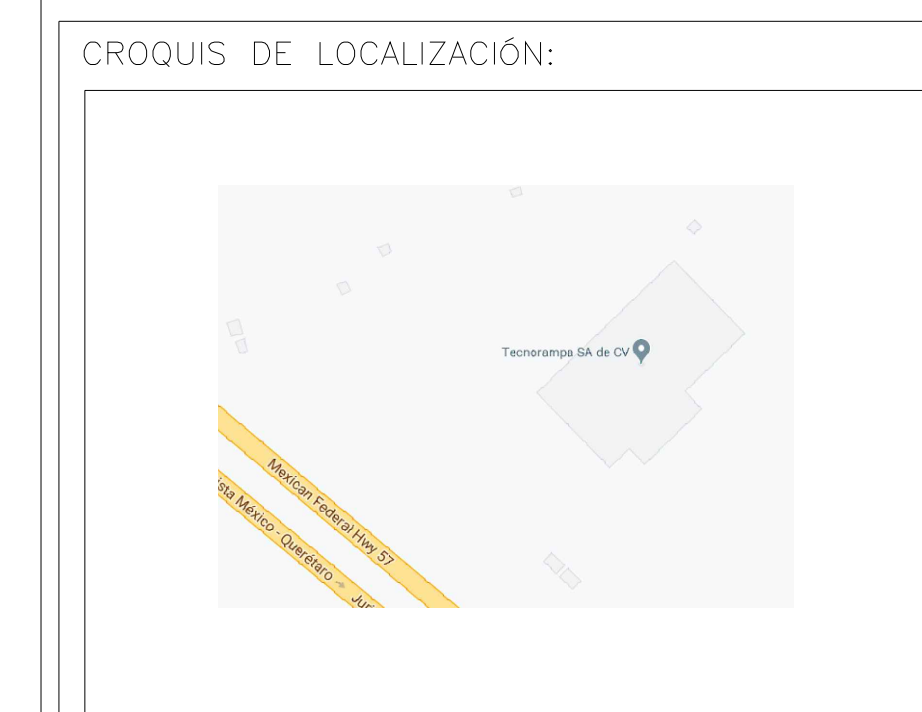 CROQUIS DE LOCALIZACIÓN:
Tecnorampa SA de CV
Mexican Federal Hwy 57
ista México - Querétaro